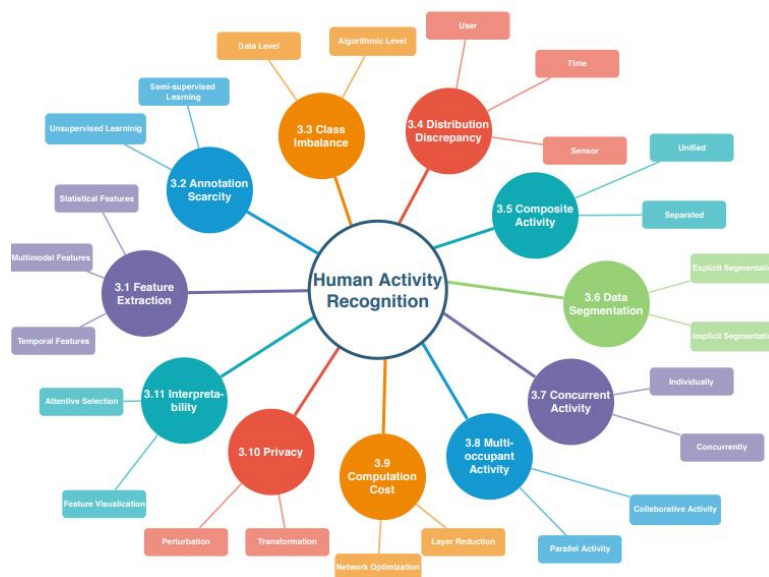 Human Activity
Recognition
3.1 Feature
Extraction
Statistical Features
Multimodal Features
Temporal Features
3.2 Annotation
Scarcity
Unsupervised Learninig
Semi-supervised
Learning
3.3 Class
Imbalance
Data Level
Algorithmic Level
3.4 Distribution
Discrepancy
User
Time
Sensor
3.5 Composite
Activity
Unified
Separated
3.6 Data
Segmentation
Explicit Segmentatio
Implicit Segmentatio
3.7 Concurrent
Activity
Individually
Concurrently
3.8 Multi-
occupant
Activity
Collaborative Activity
Parallel Activity
3.9
Computation
Cost
Layer Reduction
Network Optimization
3.10 Privacy
Transformation
Perturbation
3.11 Interpreta-
bility
Attentive Selection
Feature Visualication